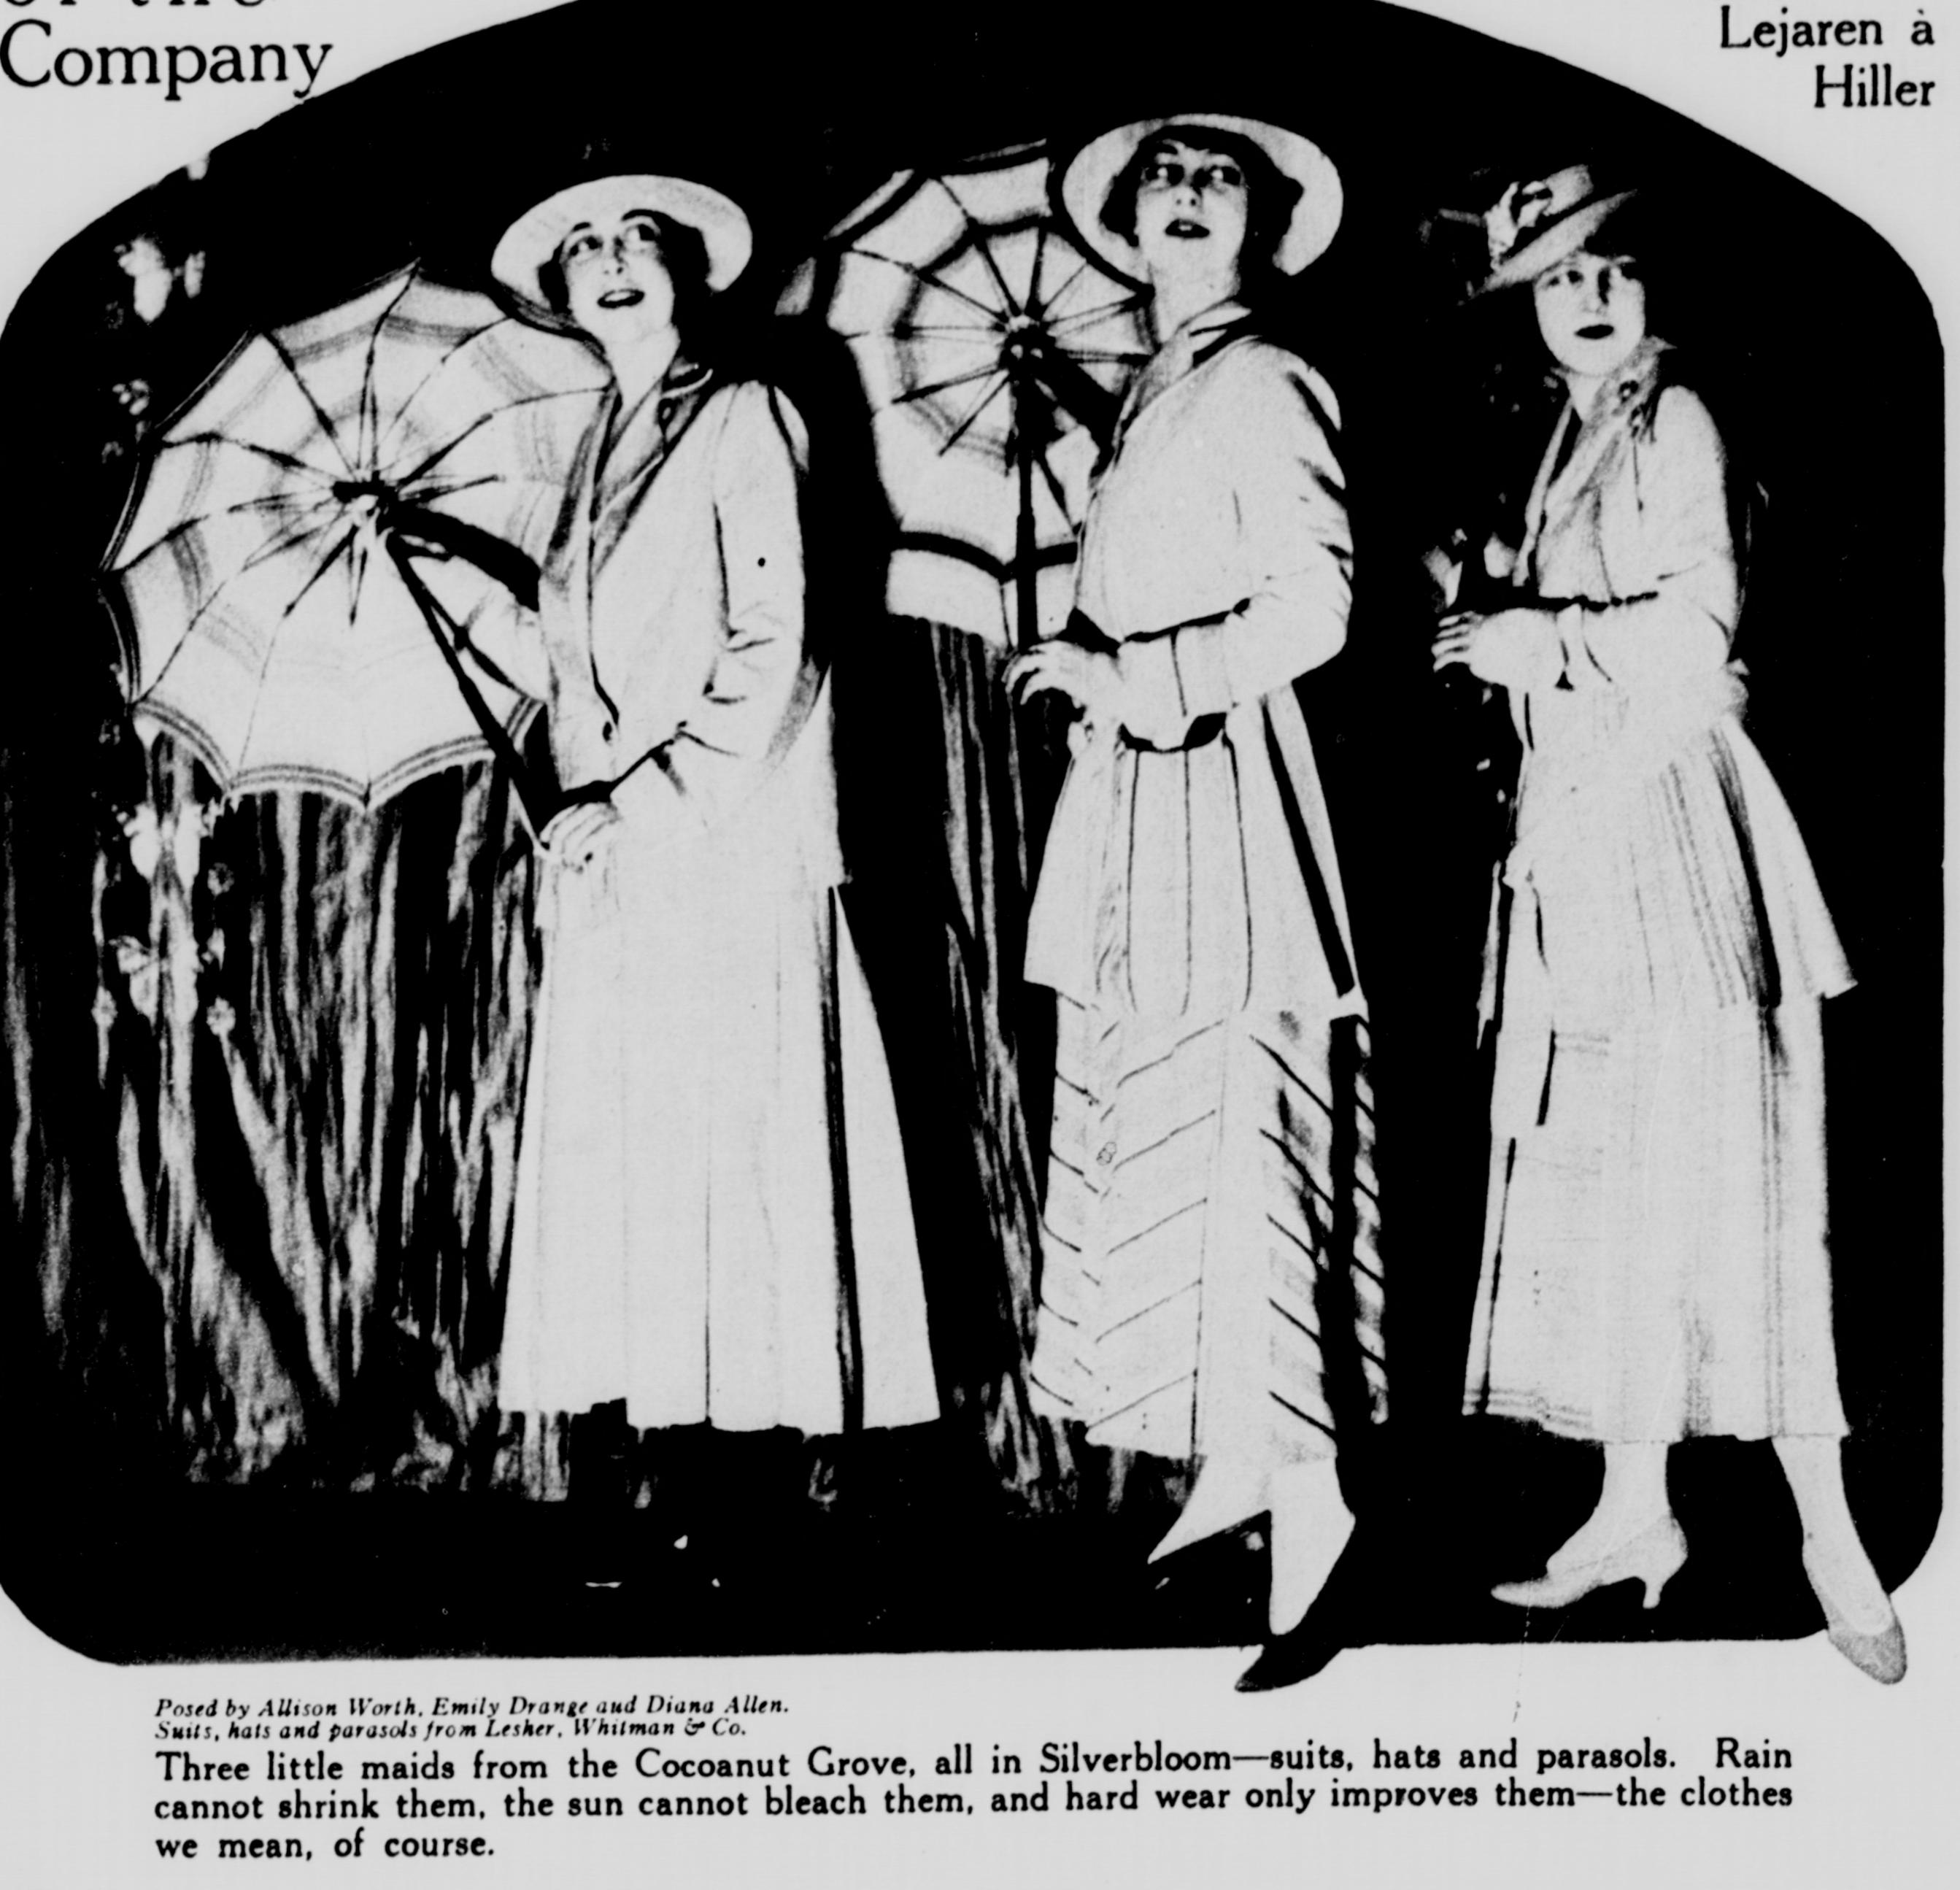 Company
Lejaren à
Hiller
Posed by Allison Worth, Emily Drange and Diana Allen.
Suits, hats and parasols from Lesher, Whitman & Co.
Three little maids from the Cocoanut Grove, all in Silverbloom—suits, hats and parasols. Rain
cannot shrink them, the sun cannot bleach them, and hard wear only improves them—the clothes
we mean, of course.